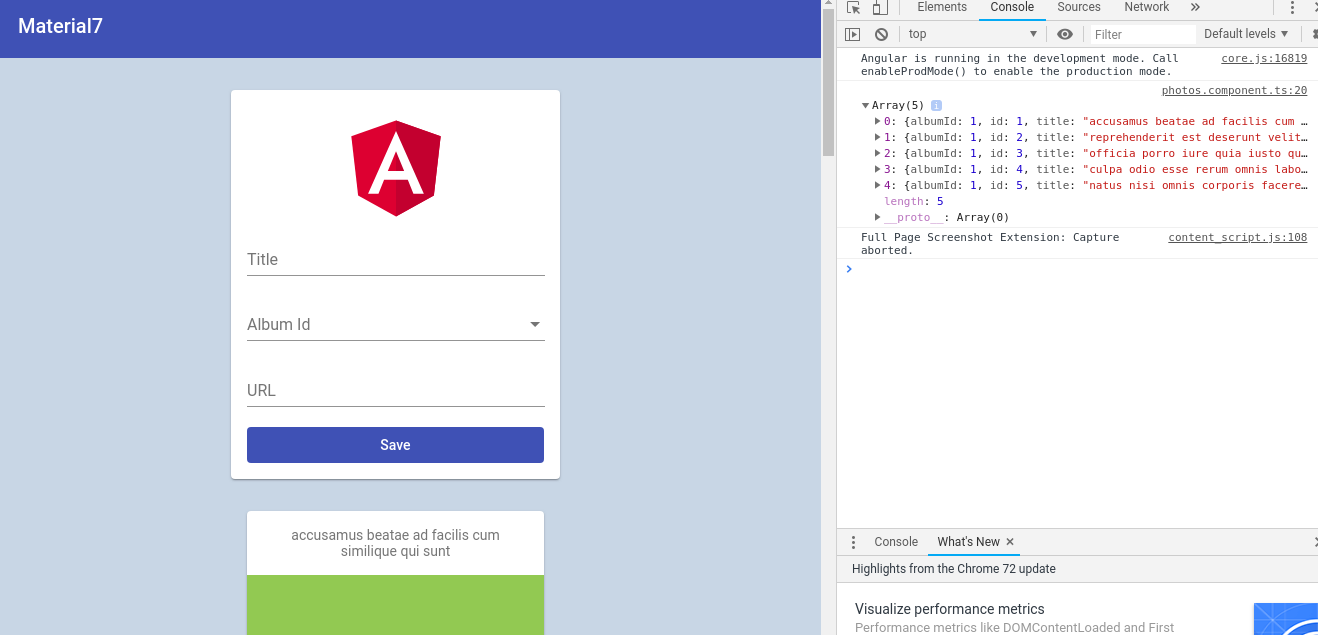 Material7
A
Title
Album Id
URL
Save
accusamus beatae ad facilis cum
similique qui sunt
Elements Console Sources Network »
top Filter Default levels
Angular is running in the development mode. Call core.js:16819
enableProdMode() to enable the production mode.
photos.component.ts:20
Array(5) i
0: {albumId: 1, id: 1, title: "accusamus beatae ad facilis cum …
1: {albumId: 1, id: 2, title: "reprehenderit est deserunt velit…
2: {albumId: 1, id: 3, title: "officia porro iure quia iusto qu…
3: {albumId: 1, id: 4, title: "culpa odio esse rerum omnis labo…
4: {albumId: 1, id: 5, title: "natus nisi omnis corporis facere…
length: 5
__proto__: Array(0)
Full Page Screenshot Extension: Capture content_script.js:108
aborted.
Console What's New ×
Highlights from the Chrome 72 update
Visualize performance metrics
Performance metrics like DOMContentLoaded and First